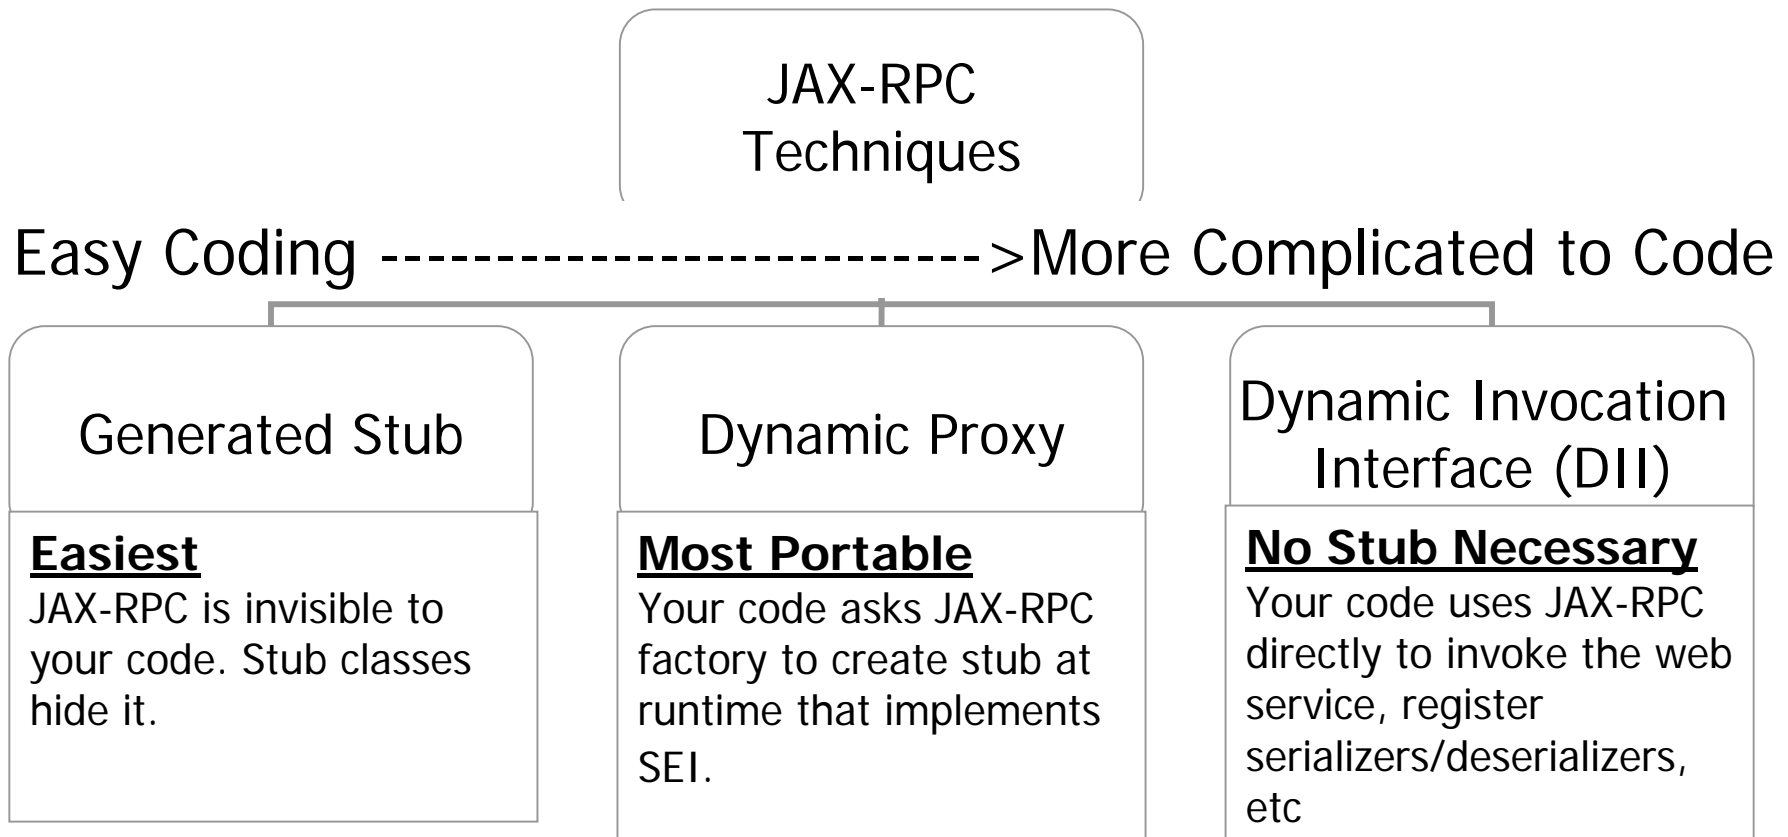 JAX-RPC
Techniques
Easy Coding ------------------------->More Complicated to Code
Generated Stub
Easiest
JAX-RPC is invisible to
your code. Stub classes
hide it.
Dynamic Proxy
Most Portable
Your code asks JAX-RPC
factory to create stub at
runtime that implements
SEI.
Dynamic Invocation
Interface (DII)
No Stub Necessary
Your code uses JAX-RPC
directly to invoke the web
service, register
serializers/deserializers,
etc